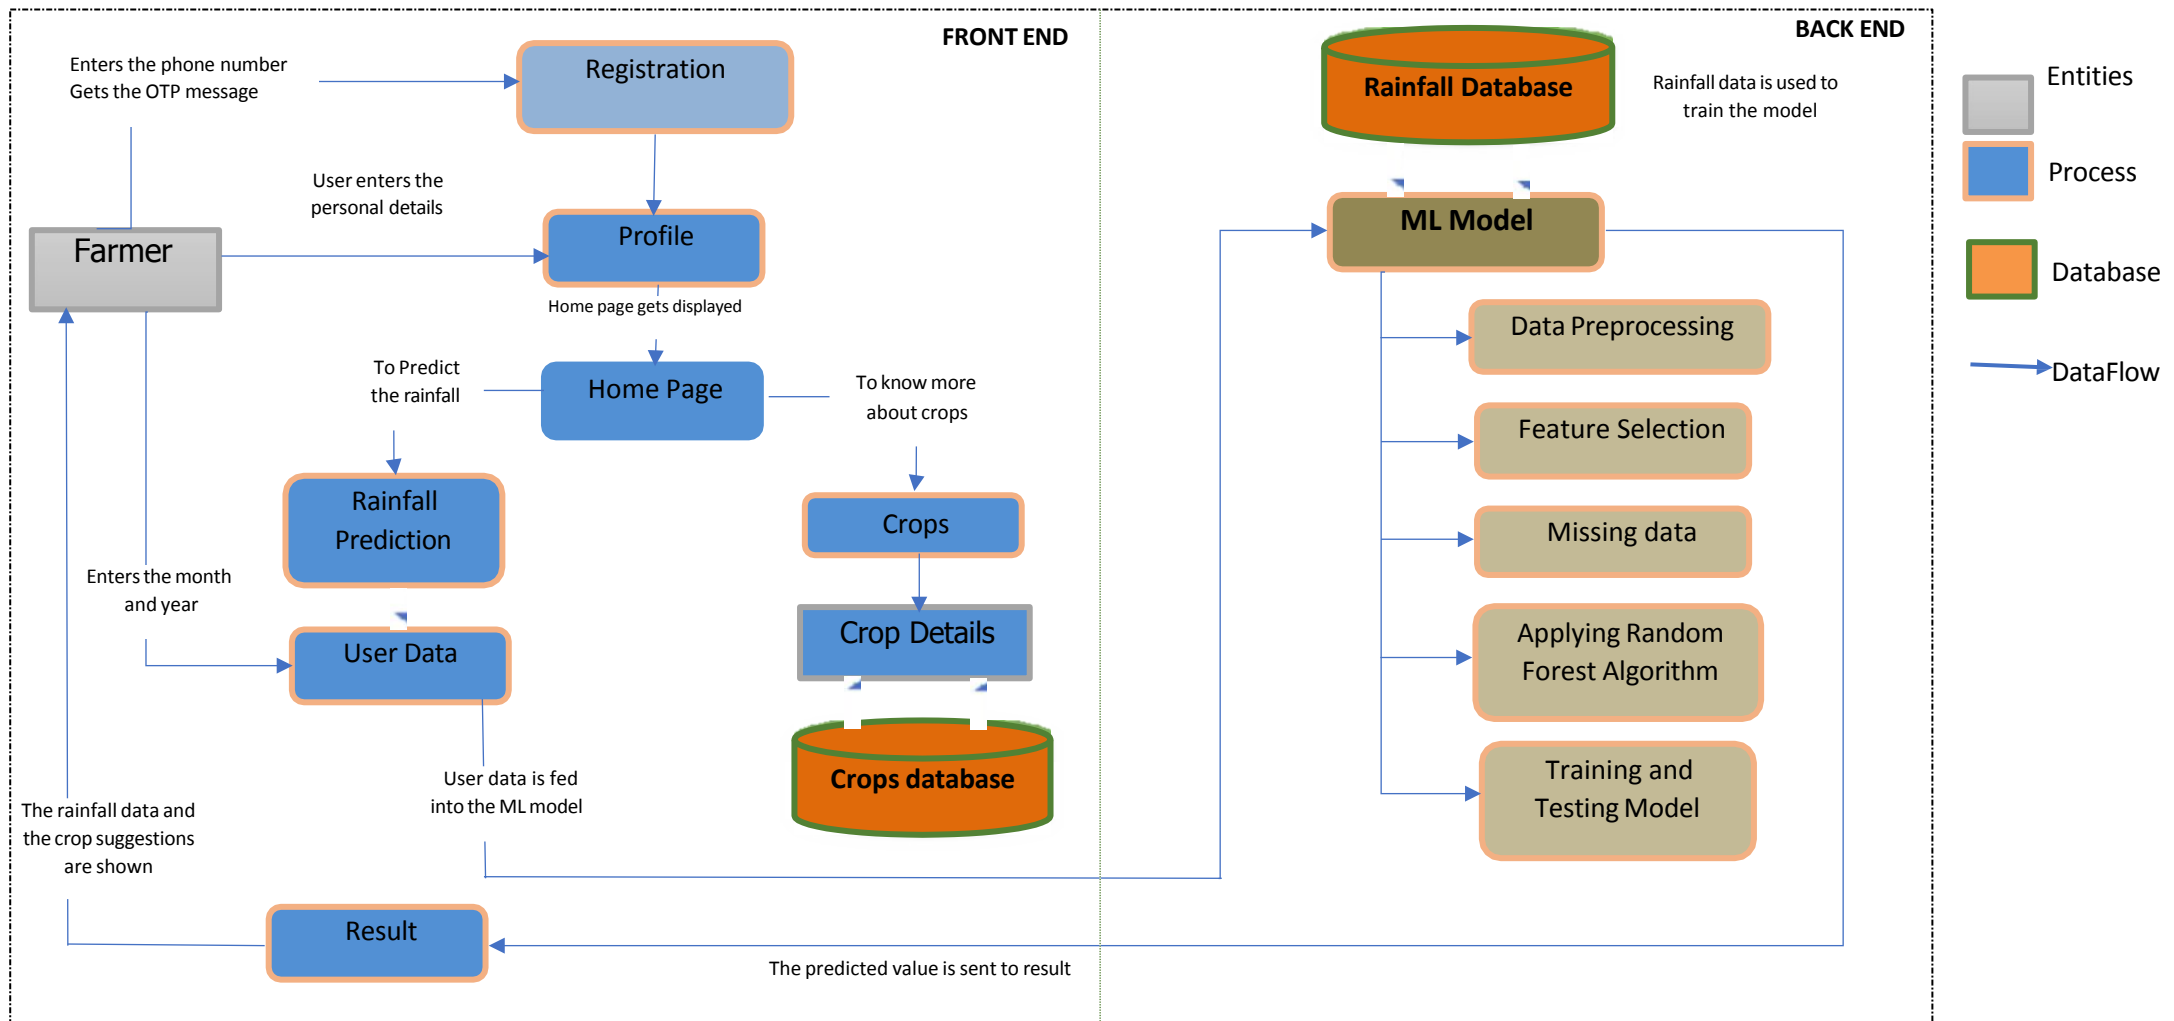 FRONT END
BACK END
Enters the phone number
Gets the OTP message
Registration
User enters the
personal details
Farmer
Profile
Home page gets displayed
To Predict
the rainfall
Home Page
To know more
about crops
Rainfall
Prediction
Crops
Enters the month
and year
User Data
Crop Details
Crops database
User data is fed
into the ML model
The rainfall data and
the crop suggestions
are shown
Result
The predicted value is sent to result
Rainfall Database
Rainfall data is used to
train the model
ML Model
Data Preprocessing
Feature Selection
Missing data
Applying Random
Forest Algorithm
Training and
Testing Model
Entities
Process
Database
DataFlow